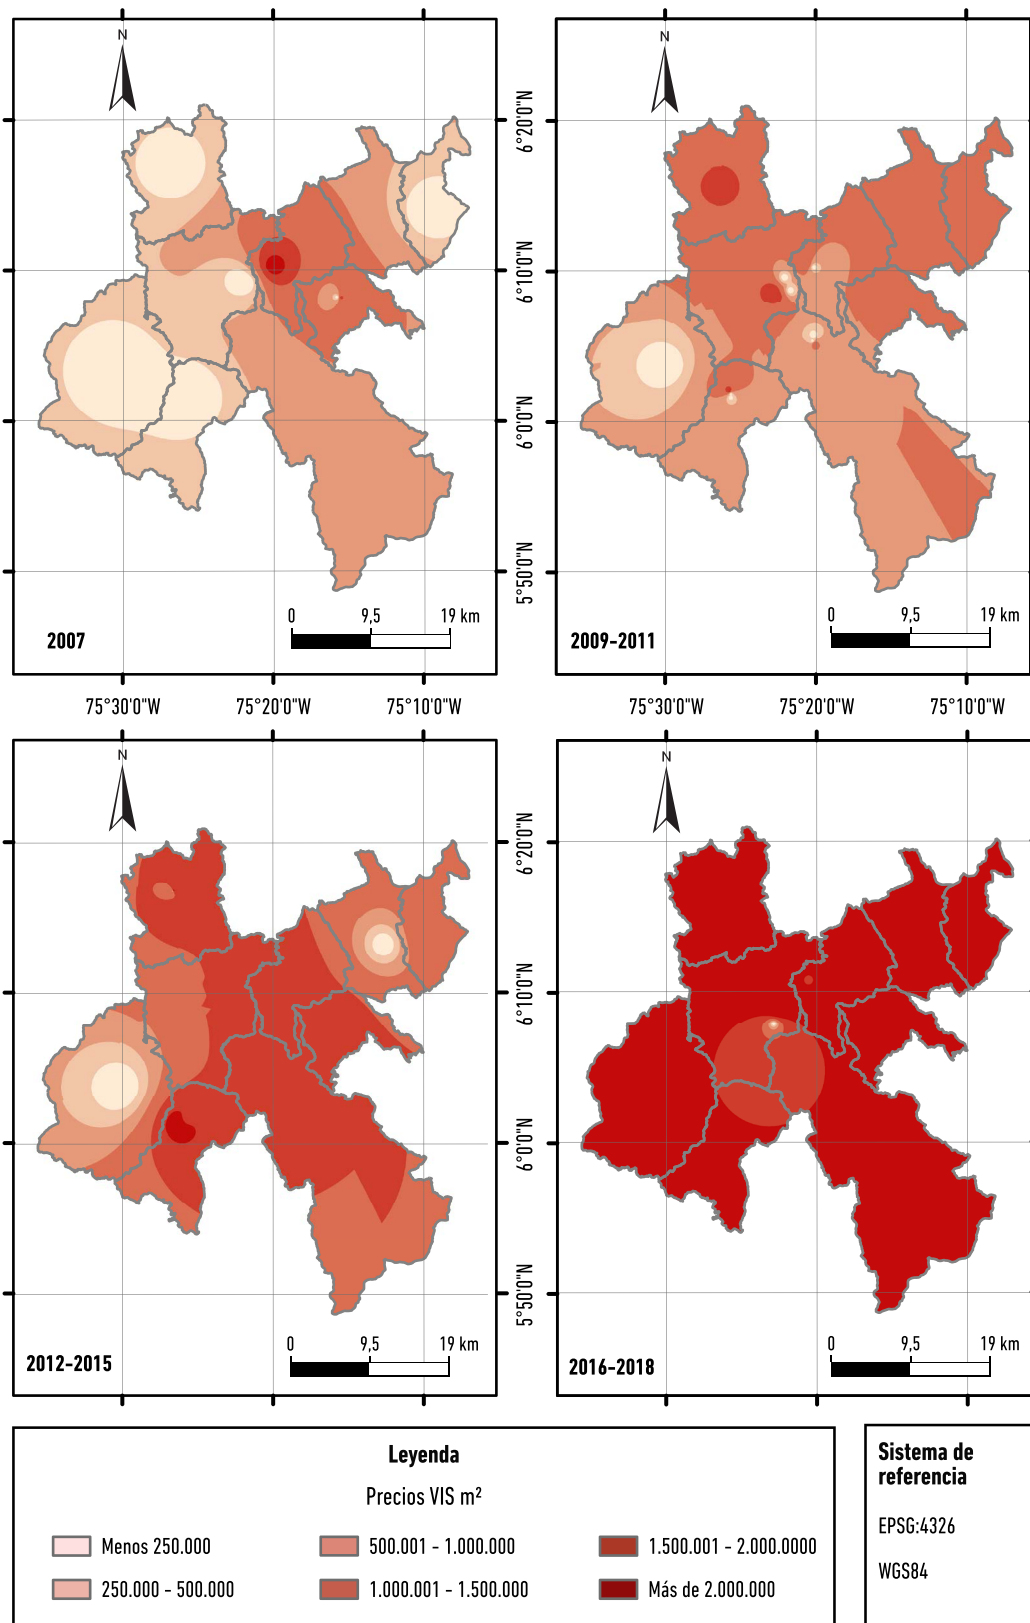 N
N
6°20'0"N
6°10'0"N
6°0'0"N
5°50'0"N
0 9,5 19 km
2007
0 9,5 19 km
2009-2011
75°30'0"W 75°20'0"W 75°10'0"W
75°30'0"W 75°20'0"W 75°10'0"W
N
N
6°20'0"N
6°10'0"N
6°0'0"N
5°50'0"N
0 9,5 19 km
2012-2015
0 9,5 19 km
2016-2018
Leyenda
Precios VIS m²
Menos 250.000
250.000 - 500.000
500.001 - 1.000.000
1.000.001 - 1.500.000
1.500.001 - 2.000.0000
Más de 2.000.000
Sistema de
referencia
EPSG:4326
WGS84